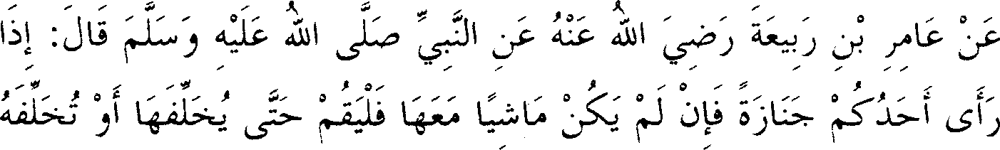 عَنْ عَامِرِ بْنِ رَبِيعَةَ رَضِيَ اللهُ عَنْهُ عَنِ النَّبِيِّ صَلَّى اللهُ عَلَيْهِ وَسَلَّمَ قَالَ: إِذَا
رَأَى أَحَدُكُمْ جَنَازَةً فَإِنْ لَمْ يَكُنْ مَاشِيًا مَعَهَا فَلْيَقُمْ حَتَّى يُخَلِّفَهَا أَوْ تُخَلِّفَهُ